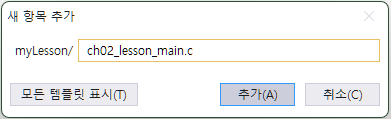 새 항목 추가
myLesson/ ch02_lesson_main.c
모든 템플릿 표시(T) 추가(A) 취소(C)